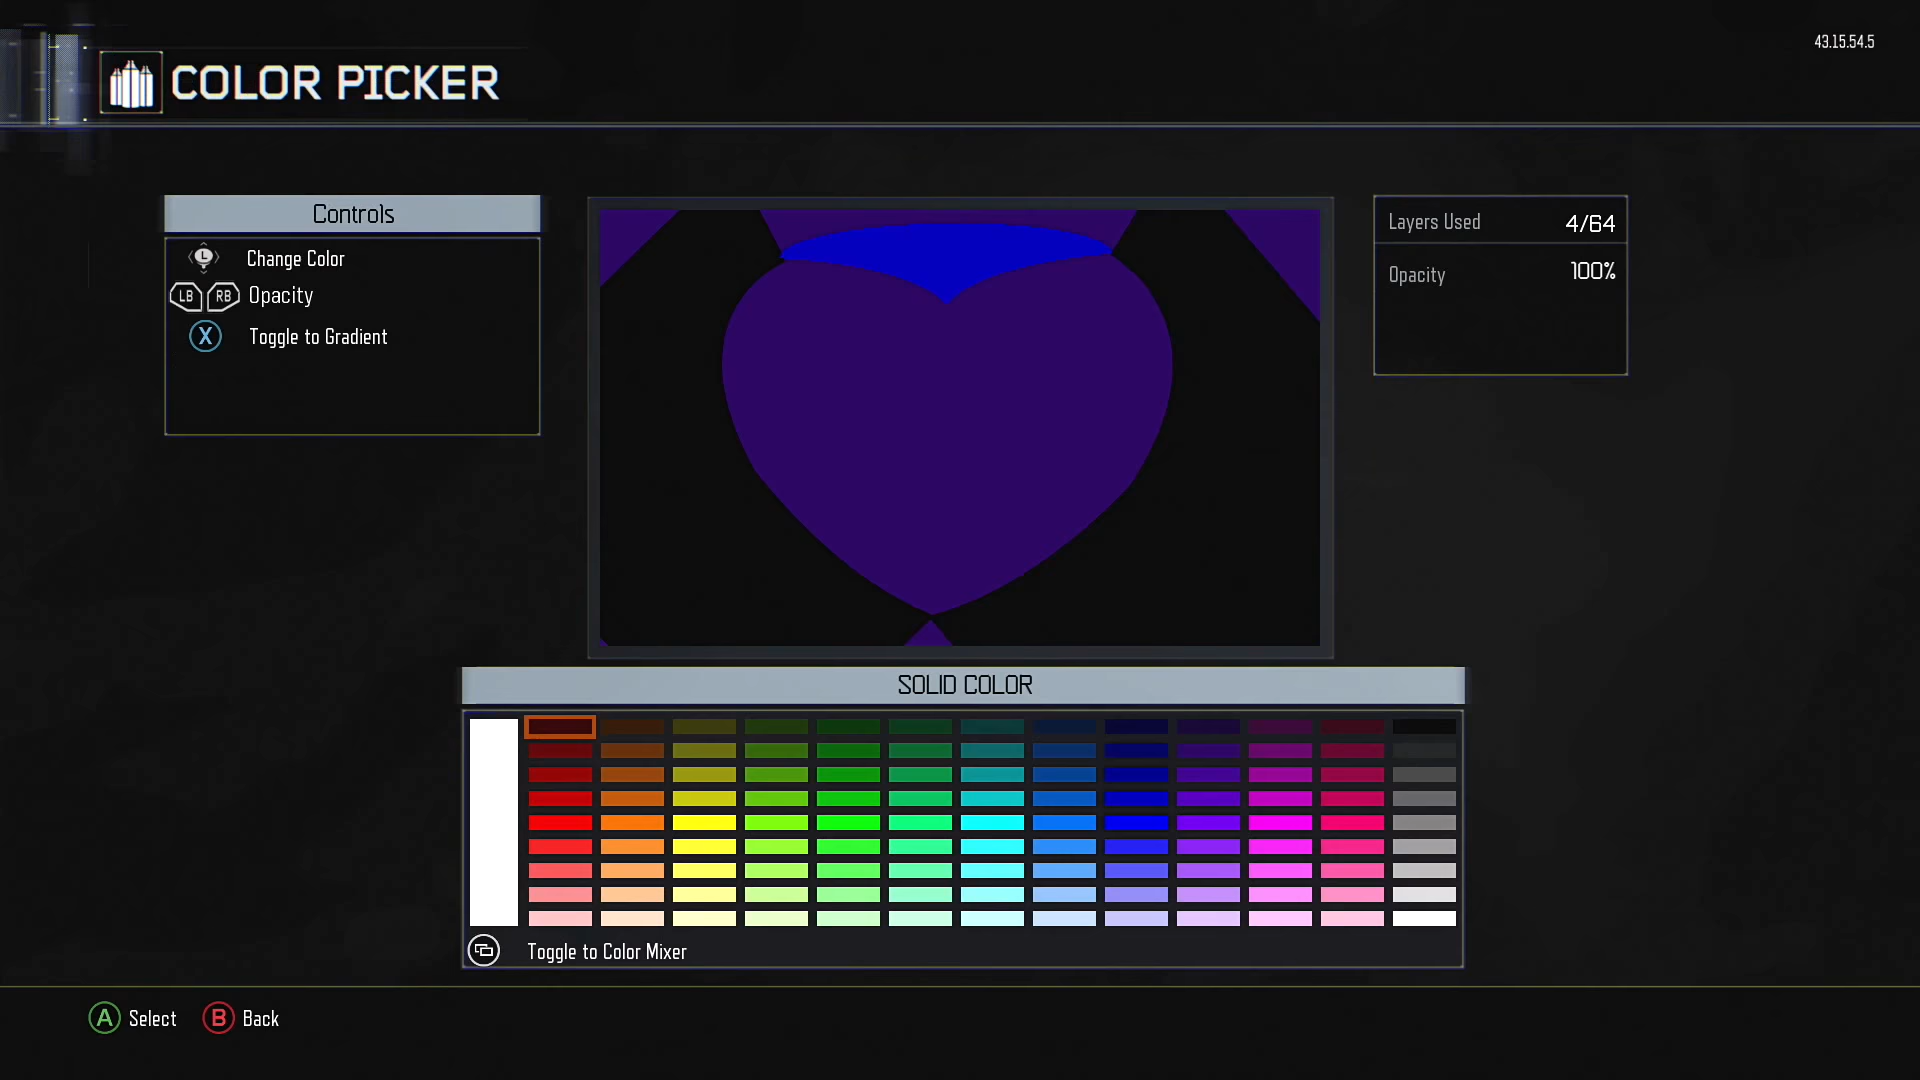 COLOR PICKER
43.15.54.5
Controls
L Change Color
LB RB Opacity
X Toggle to Gradient
Layers Used 4/64
Opacity 100%
SOLID COLOR
Toggle to Color Mixer
A Select B Back